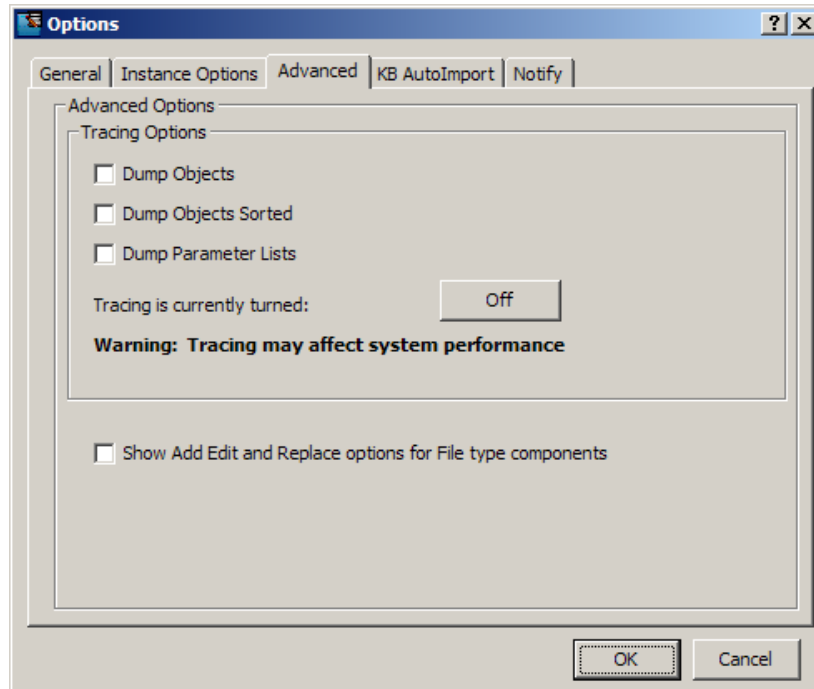 Options
General Instance Options Advanced KB AutoImport Notify
Advanced Options
Tracing Options
Dump Objects
Dump Objects Sorted
Dump Parameter Lists
Tracing is currently turned: Off
Warning: Tracing may affect system performance
Show Add Edit and Replace options for File type components
OK Cancel